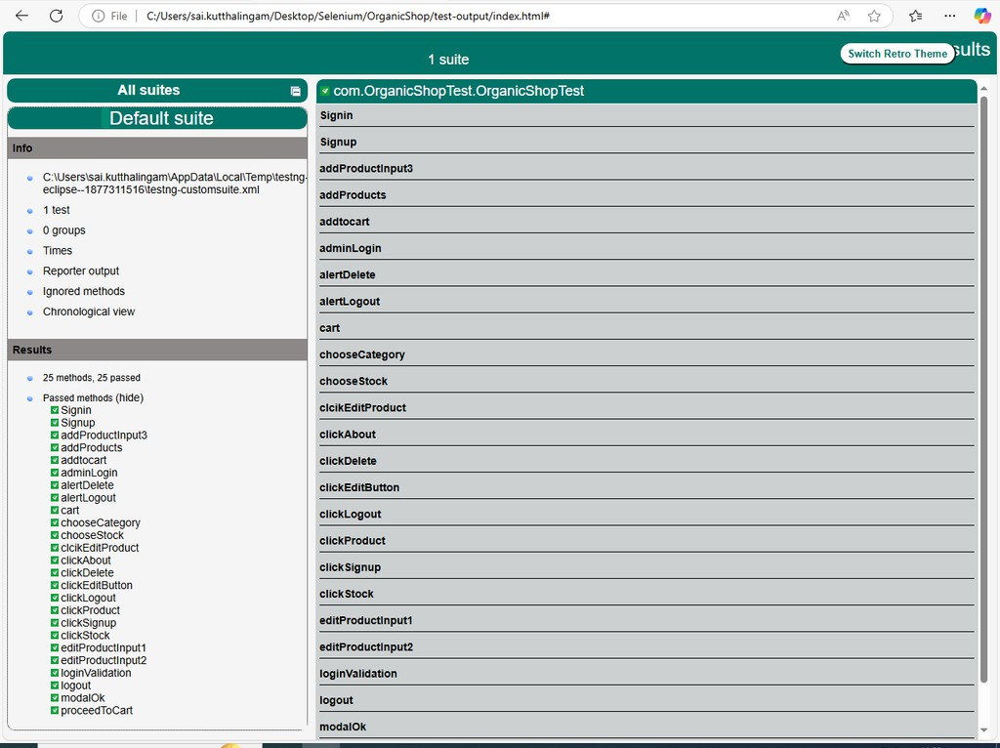 File
C:/Users/sai.kutthalingam/Desktop/Selenium/OrganicShop/test-output/index.html#
1 suite
Switch Retro Theme
sults
All suites
Default suite
Info
C:\Users\sai.kutthalingam\AppData\Local\Temp\testng-
eclipse--1877311516\testng-customsuite.xml
1 test
0 groups
Times
Reporter output
Ignored methods
Chronological view
Results
25 methods, 25 passed
Passed methods (hide)
Signin
Signup
addProductInput3
addProducts
addtocart
adminLogin
alertDelete
alertLogout
cart
chooseCategory
chooseStock
clcikEditProduct
clickAbout
clickDelete
clickEditButton
clickLogout
clickProduct
clickSignup
clickStock
editProductInput1
editProductInput2
loginValidation
logout
modalOk
proceedToCart
com.OrganicShopTest.OrganicShopTest
Signin
Signup
addProductInput3
addProducts
addtocart
adminLogin
alertDelete
alertLogout
cart
chooseCategory
chooseStock
clcikEditProduct
clickAbout
clickDelete
clickEditButton
clickLogout
clickProduct
clickSignup
clickStock
editProductInput1
editProductInput2
loginValidation
logout
modalOk